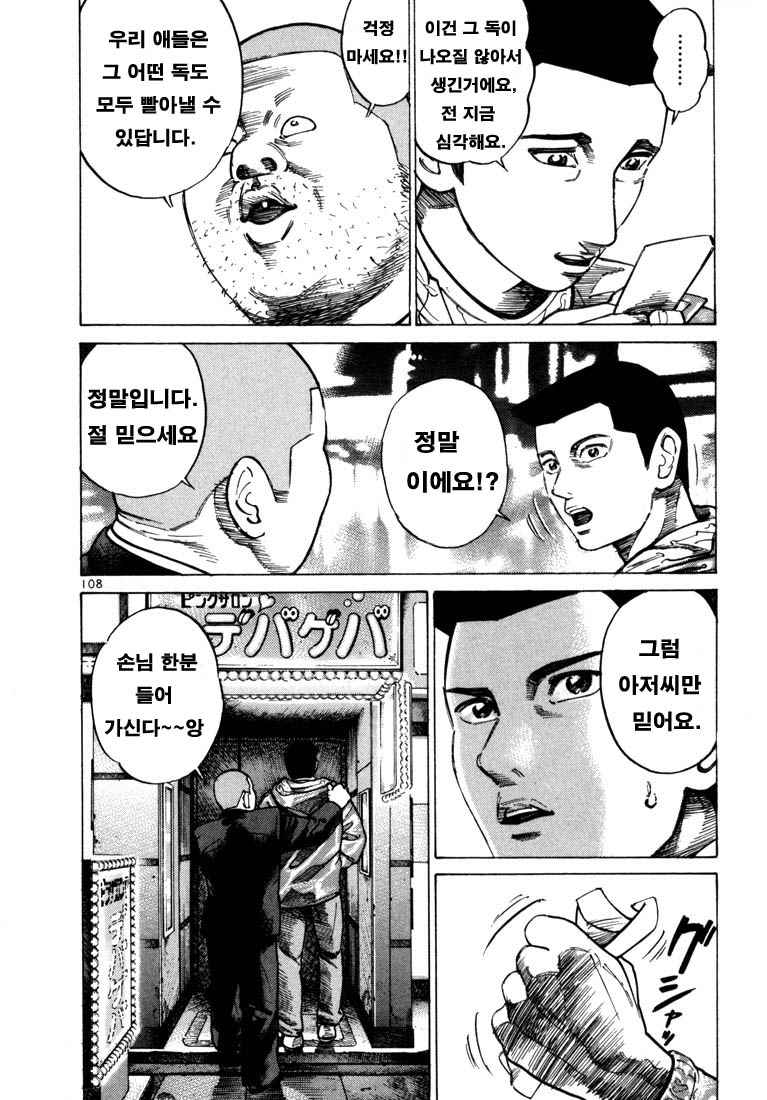 ………
이건 그 독이
나오질 않아서
생긴거에요,
전 지금
심각해요.
걱정
마세요!!
우리 애들은
그 어떤 독도
모두 빨아낼 수
있답니다.
정말
이에요!?
정말입니다.
절 믿으세요
108
그럼
아저씨만
믿어요.
ピンクサロン
デバゲバ
손님 한분
들어
가신다~~앙
グシャッ